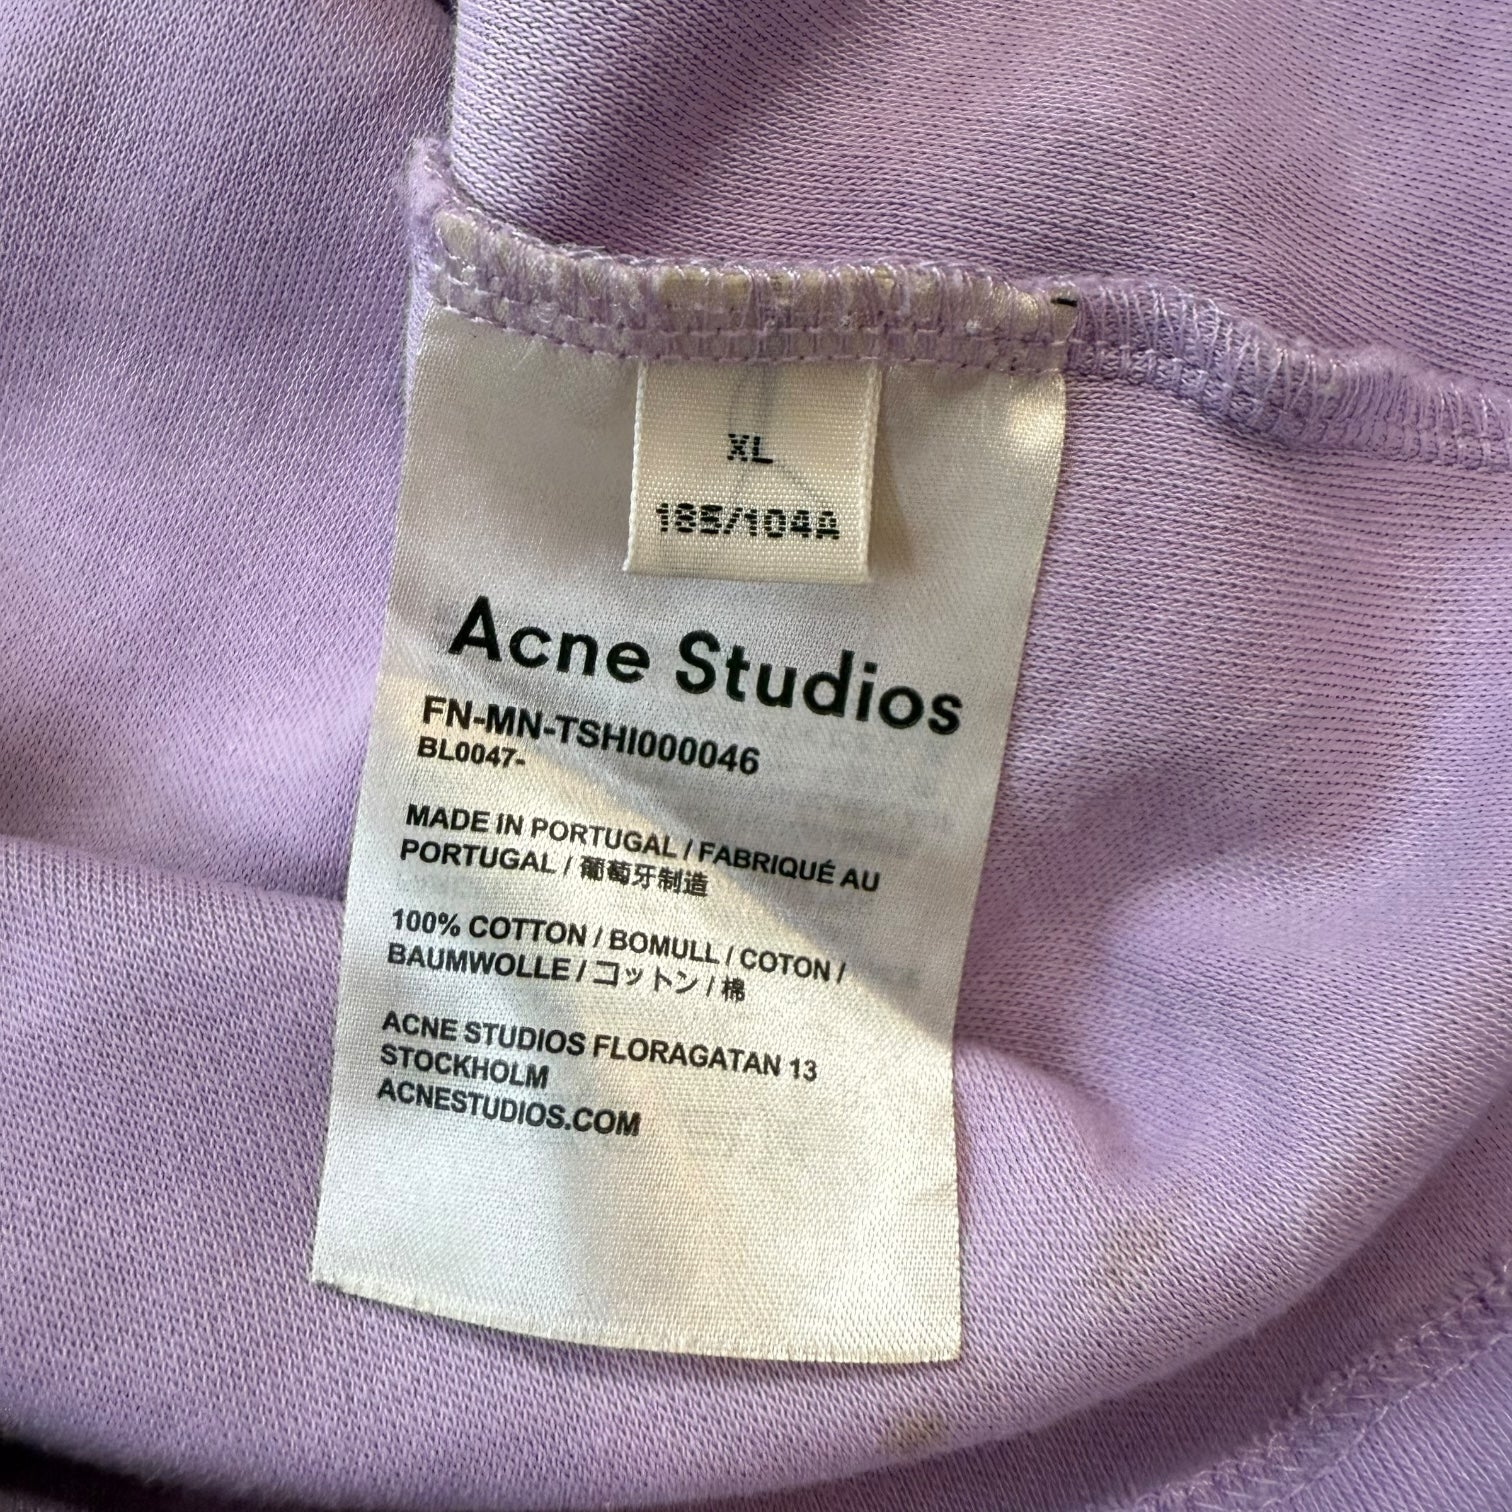 XL
185/104A
Acne Studios
FN-MN-TSHI000046
BL0047-
MADE IN PORTUGAL / FABRIQUÉ AU
PORTUGAL / 葡萄牙制造
100% COTTON / BOMULL / COTON /
BAUMWOLLE / コットン / 棉
ACNE STUDIOS FLORAGATAN 13
STOCKHOLM
ACNESTUDIOS.COM